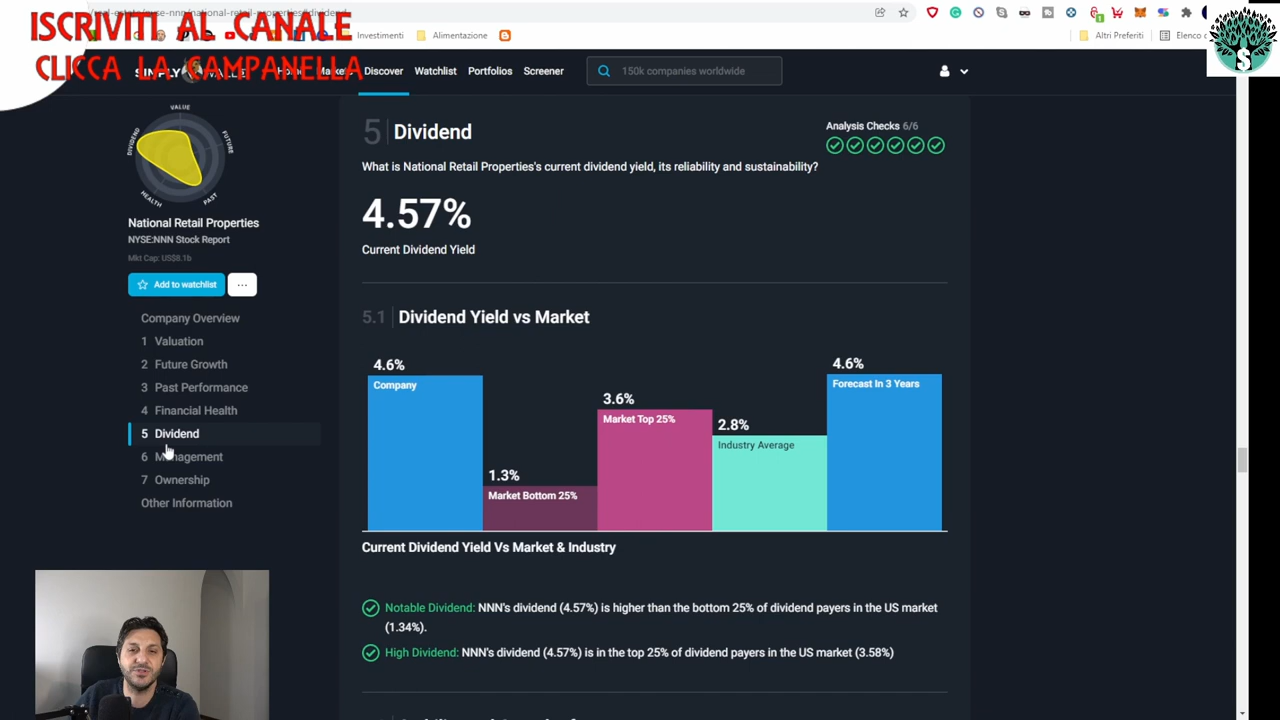 ISCRIVITI AL CANALE
CLICCA LA CAMPANELLA
Investimenti
Alimentazione
Altri Preferiti
Elenco
Discover
Watchlist
Portfolios
Screener
150k companies worldwide
VALUE
FUTURE
PAST
HEALTH
DIVIDEND
National Retail Properties
NYSE:NNN Stock Report
Mkt Cap: US$8.1b
Add to watchlist
...
Company Overview
1 Valuation
2 Future Growth
3 Past Performance
4 Financial Health
5 Dividend
6 Management
7 Ownership
Other Information
5 Dividend
Analysis Checks 6/6
What is National Retail Properties's current dividend yield, its reliability and sustainability?
4.57%
Current Dividend Yield
5.1 Dividend Yield vs Market
4.6%
Company
1.3%
Market Bottom 25%
3.6%
Market Top 25%
2.8%
Industry Average
4.6%
Forecast In 3 Years
Current Dividend Yield Vs Market & Industry
Notable Dividend: NNN's dividend (4.57%) is higher than the bottom 25% of dividend payers in the US market
(1.34%).
High Dividend: NNN's dividend (4.57%) is in the top 25% of dividend payers in the US market (3.58%)